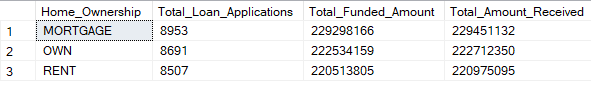 Home_Ownership Total_Loan_Applications Total_Funded_Amount Total_Amount_Received
1 MORTGAGE 8953 229298166 229451132
2 OWN 8691 222534159 222712350
3 RENT 8507 220513805 220975095